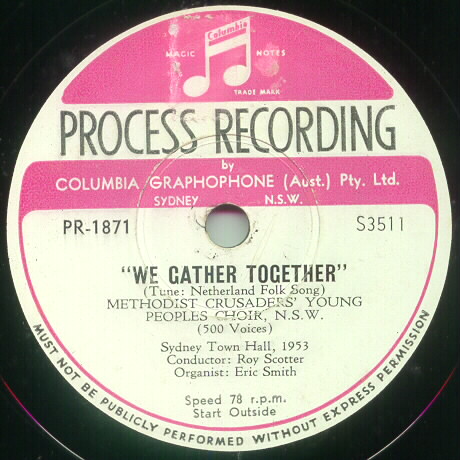 Columbia
MAGIC NOTES
TRADE MARK
PROCESS RECORDING
by
COLUMBIA GRAPHOPHONE (Aust.) Pty. Ltd.
SYDNEY N.S.W.
PR-1871 S3511
"WE GATHER TOGETHER"
(Tune: Netherland Folk Song)
METHODIST CRUSADERS' YOUNG
PEOPLES CHOIR, N.S.W.
(500 Voices)
Sydney Town Hall, 1953
Conductor: Roy Scotter
Organist: Eric Smith
Speed 78 r.p.m.
Start Outside
MUST NOT BE PUBLICLY PERFORMED WITHOUT EXPRESS PERMISSION